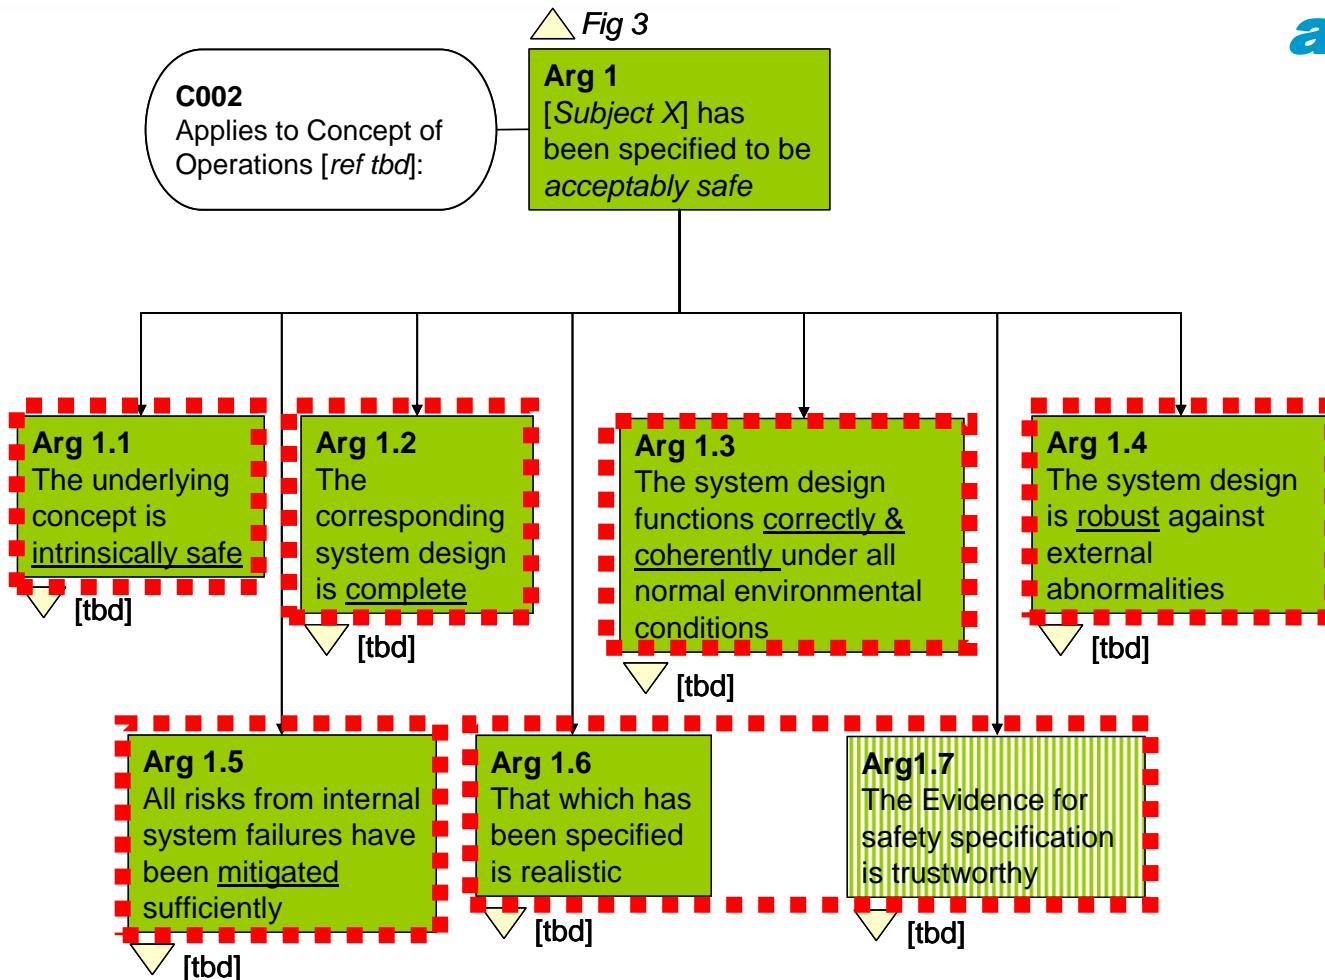 Fig 3
a
C002
Applies to Concept of
Operations [ref tbd]:
Arg 1
[Subject X] has
been specified to be
acceptably safe
Arg 1.1
The underlying
concept is
intrinsically safe
[tbd]
Arg 1.2
The
corresponding
system design
is complete
[tbd]
Arg 1.3
The system design
functions correctly &
coherently under all
normal environmental
conditions
[tbd]
Arg 1.4
The system design
is robust against
external
abnormalities
[tbd]
Arg 1.5
All risks from internal
system failures have
been mitigated
sufficiently
[tbd]
Arg 1.6
That which has
been specified
is realistic
[tbd]
Arg1.7
The Evidence for
safety specification
is trustworthy
[tbd]